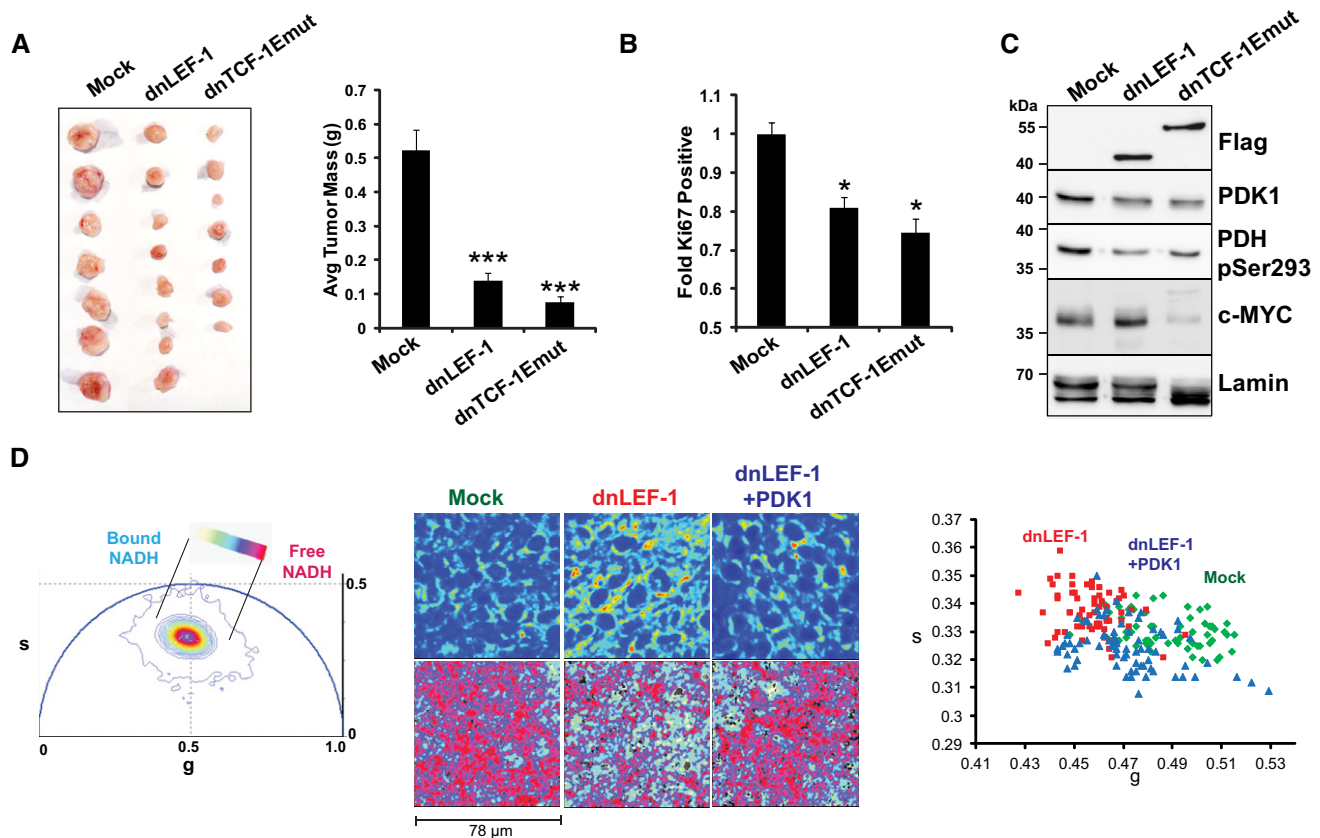 A
Mock
dnLEF-1
dnTCF-1Emut
Avg Tumor Mass (g)
0.7
0.6
0.5
0.4
0.3
0.2
0.1
0
***
***
Mock
dnLEF-1
dnTCF-1Emut
B
Fold Ki67 Positive
1.1
1
0.9
0.8
0.7
0.6
0.5
*
*
Mock
dnLEF-1
dnTCF-1Emut
C
Mock
dnLEF-1
dnTCF-1Emut
kDa
55
40
Flag
40
PDK1
40
35
PDH
pSer293
35
c-MYC
70
Lamin
D
Bound
NADH
Free
NADH
s
0.5
0
0
0.5
1.0
g
Mock
dnLEF-1
dnLEF-1
+PDK1
78 µm
0.37
0.36
0.35
0.34
0.33
0.32
0.31
0.3
0.29
s
dnLEF-1
dnLEF-1
+PDK1
Mock
0.41
0.43
0.45
0.47
0.49
0.51
0.53
g